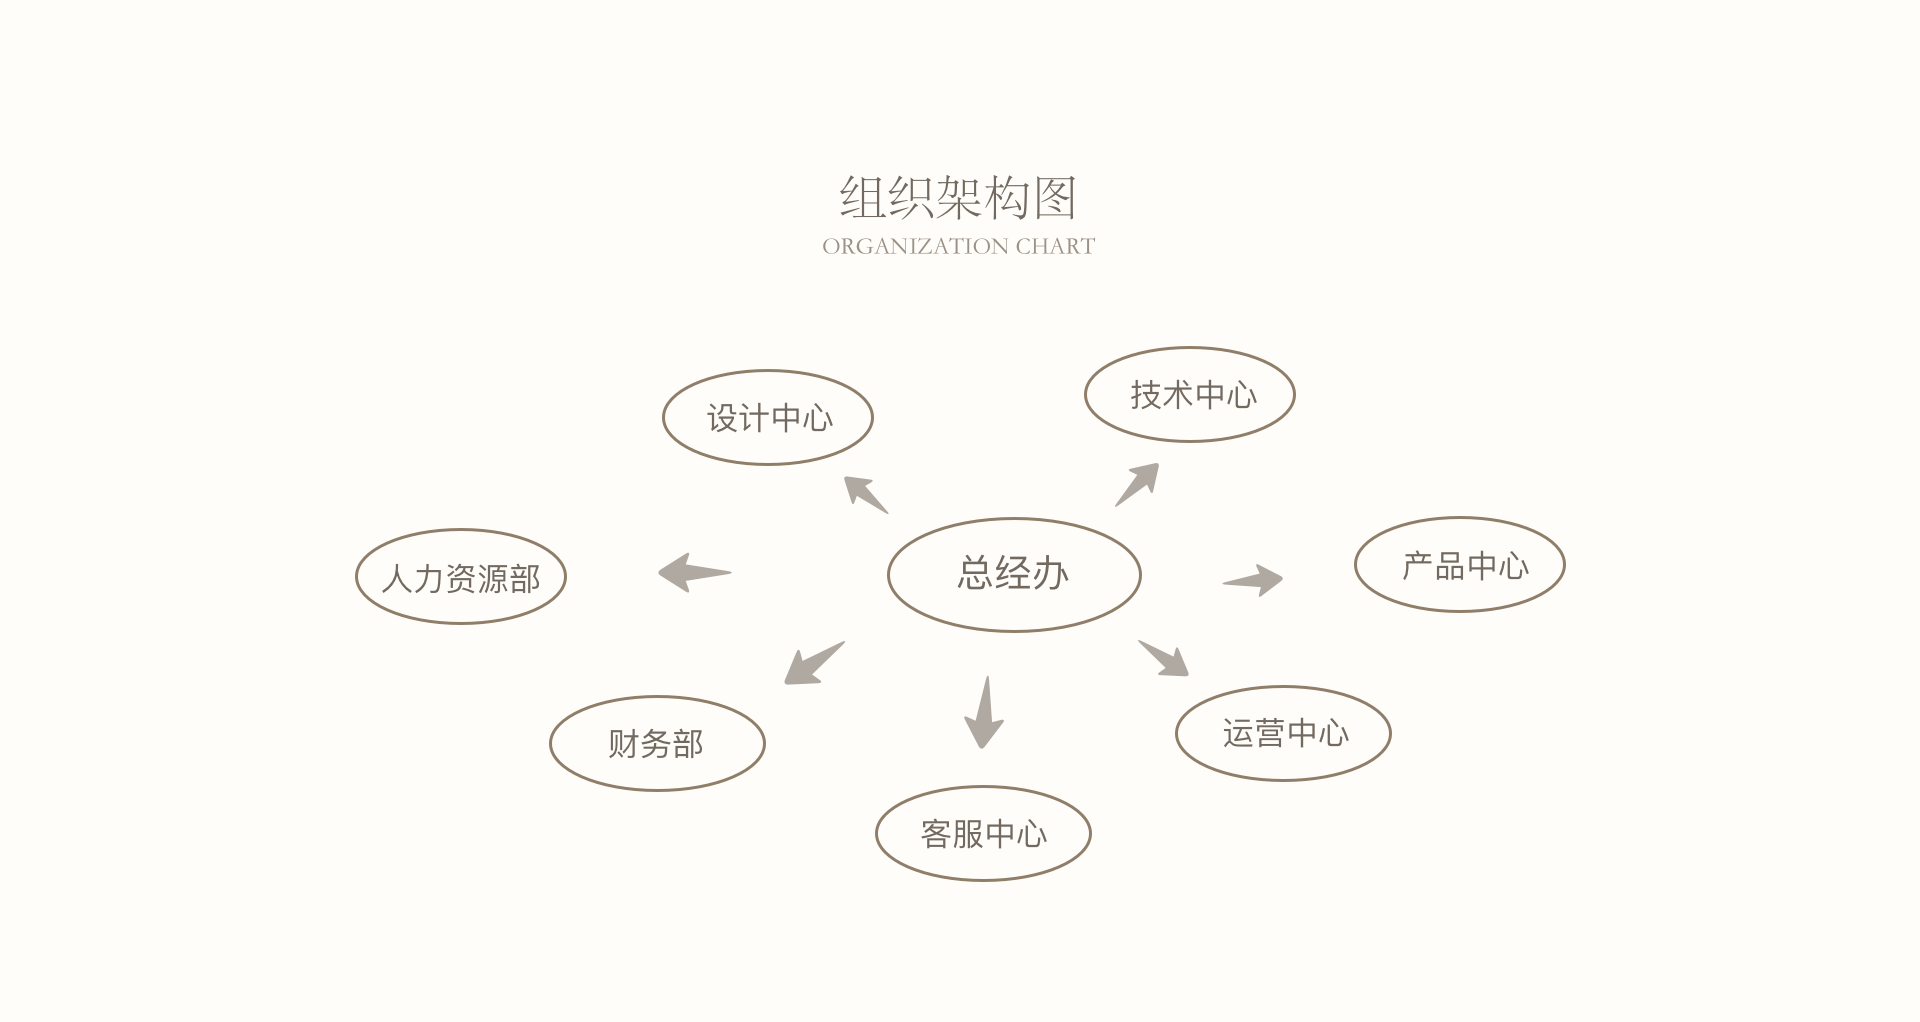 组织架构图
ORGANIZATION CHART
设计中心
技术中心
人力资源部
总经办
产品中心
财务部
运营中心
客服中心